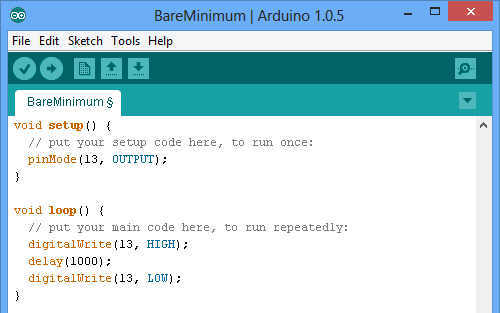 BareMinimum | Arduino 1.0.5
File Edit Sketch Tools Help
BareMinimum §
void setup() {
  // put your setup code here, to run once:
  pinMode(13, OUTPUT);
}

void loop() {
  // put your main code here, to run repeatedly:
  digitalWrite(13, HIGH);
  delay(1000);
  digitalWrite(13, LOW);
}